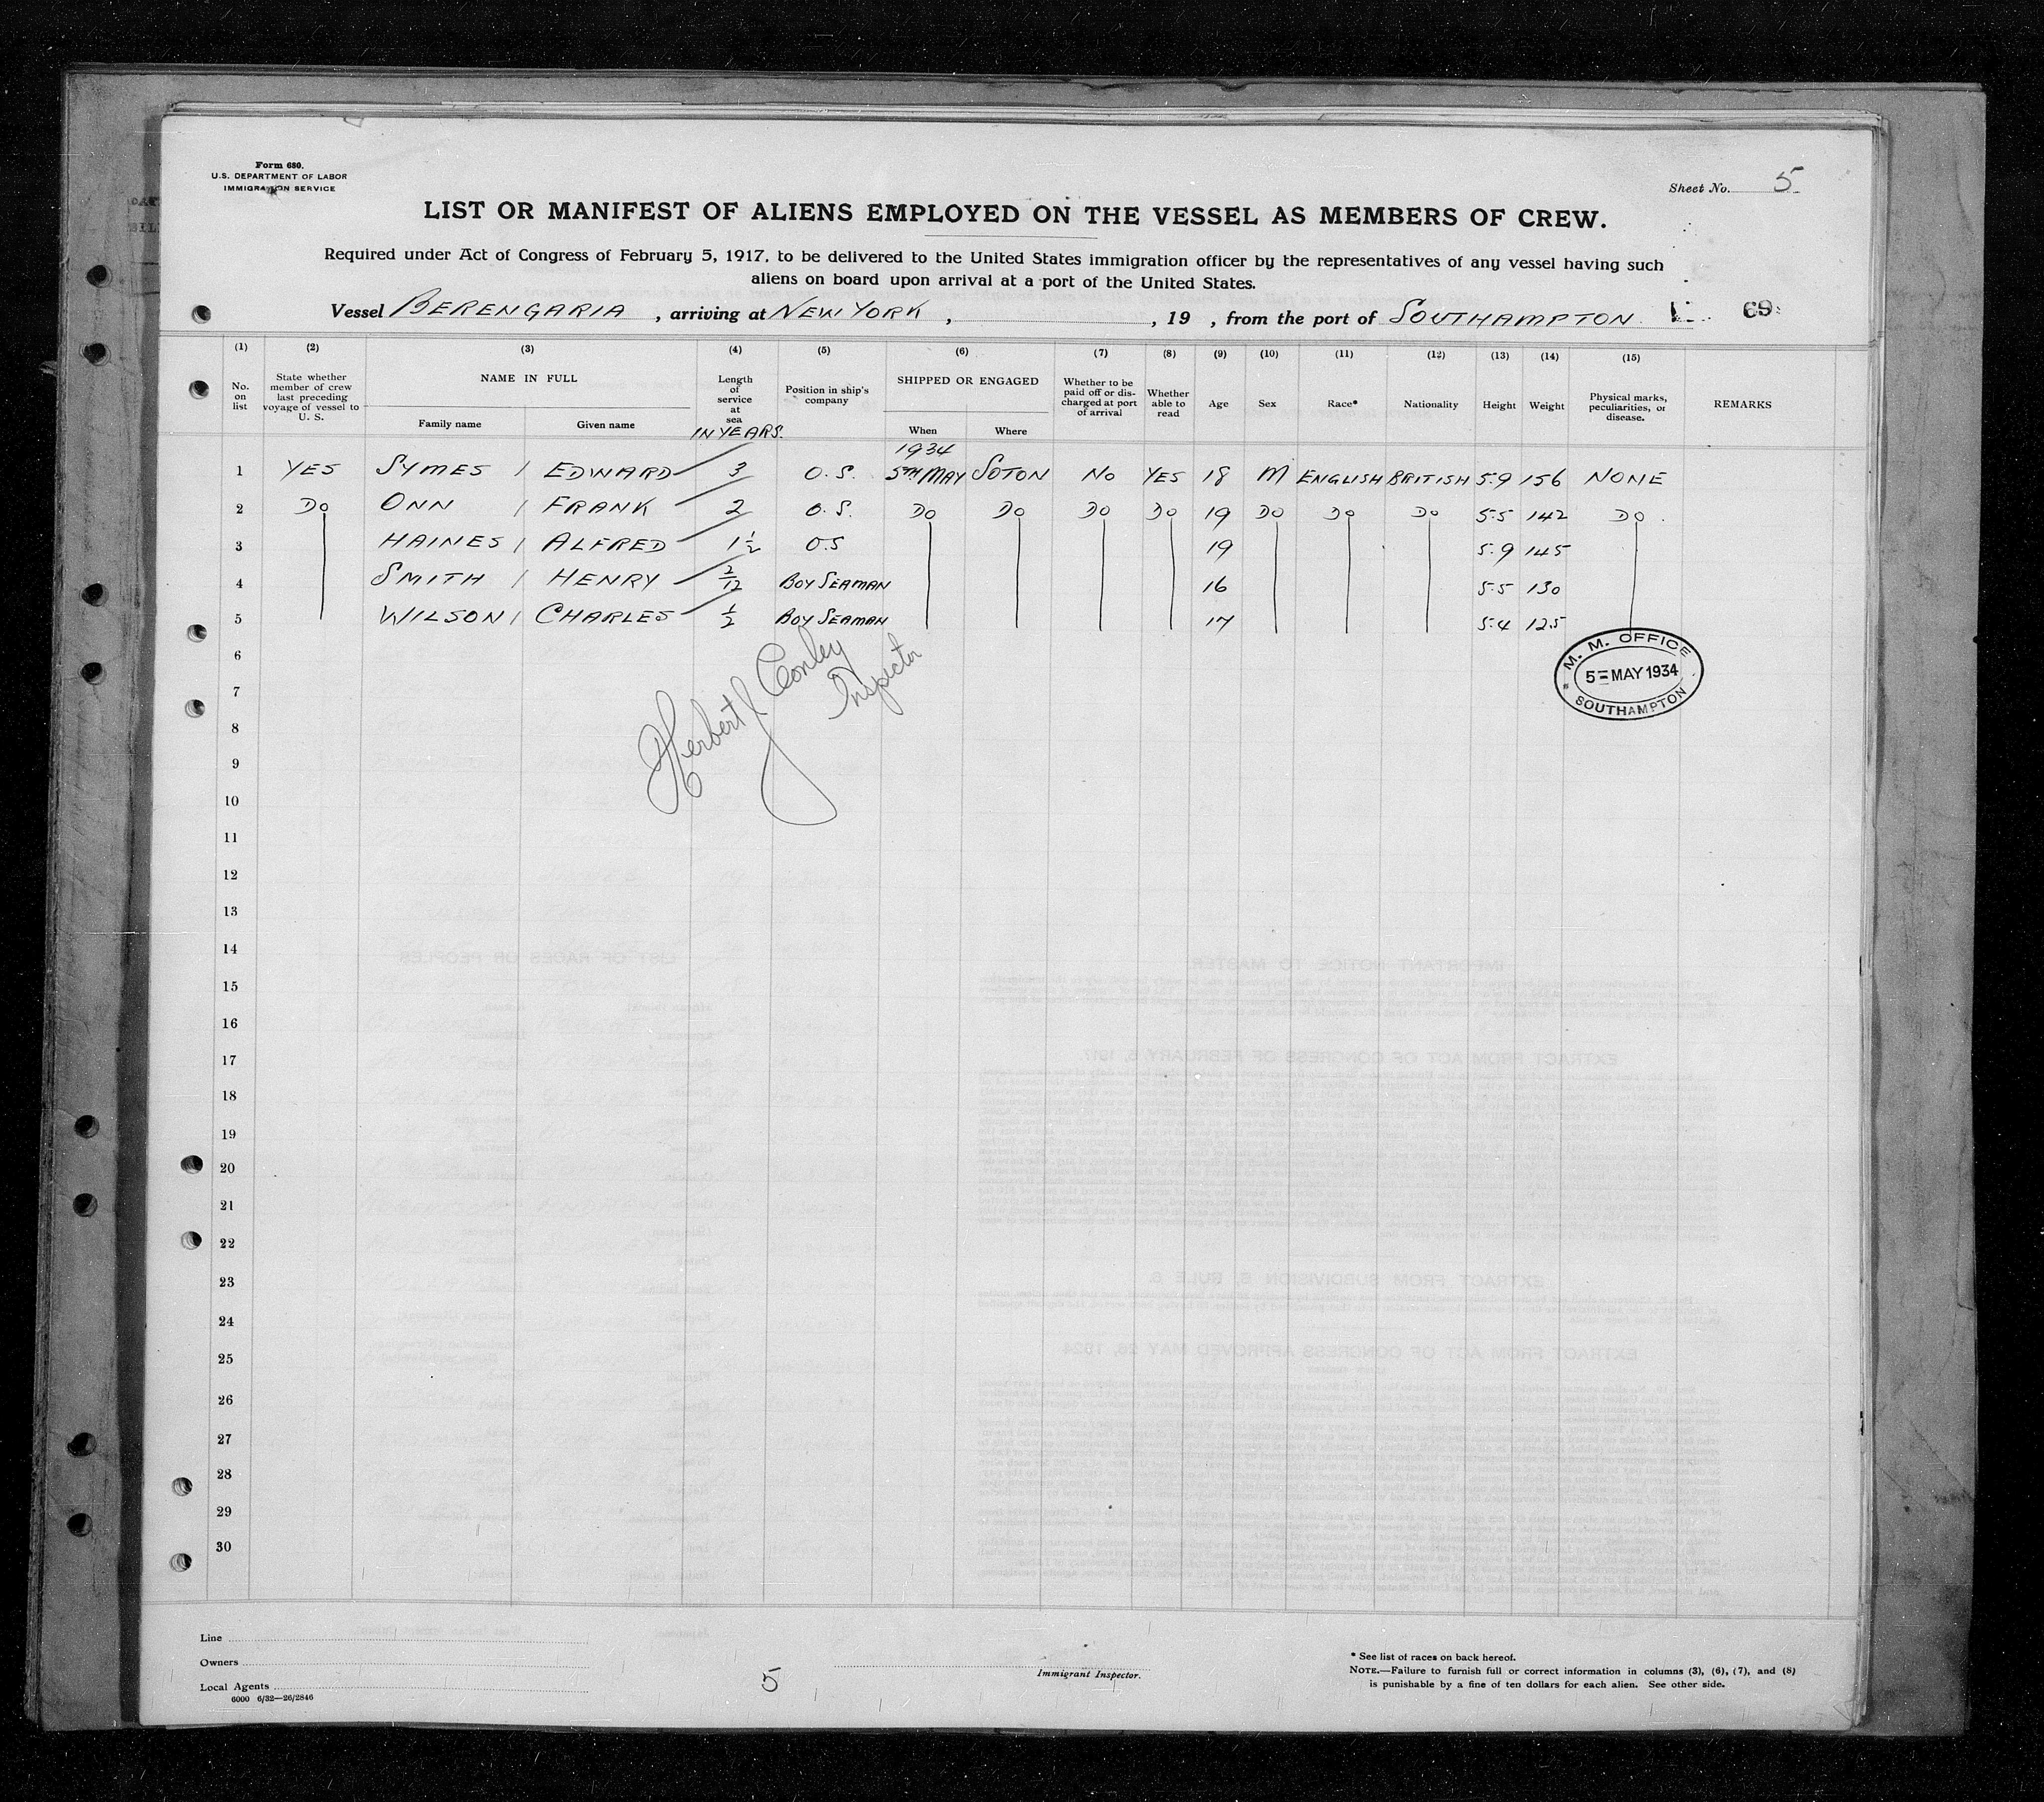 Form 680.
U.S. DEPARTMENT OF LABOR
IMMIGRATION SERVICE
Sheet No. 5
LIST OR MANIFEST OF ALIENS EMPLOYED ON THE VESSEL AS MEMBERS OF CREW.
Required under Act of Congress of February 5, 1917, to be delivered to the United States immigration officer by the representatives of any vessel having such
aliens on board upon arrival at a port of the United States.
Vessel BERENGARIA, arriving at NEW YORK, , 19 , from the port of SOUTHAMPTON 69
(1) (2) (3) (4) (5) (6) (7) (8) (9) (10) (11) (12) (13) (14) (15)
No. on list State whether member of crew last preceding voyage of vessel to U. S. NAME IN FULL Family name Given name Length of service at sea IN YEARS. Position in ship's company SHIPPED OR ENGAGED When Where Whether to be paid off or discharged at port of arrival Whether able to read Age Sex Race* Nationality Height Weight Physical marks, peculiarities, or disease. REMARKS
1934
1 YES SYMES / EDWARD 3 O. S. 5TH MAY SOTON NO YES 18 M ENGLISH BRITISH 5.9 156 NONE
2 DO ONN / FRANK 2 O. S. DO DO DO DO 19 DO DO DO 5.5 142 DO.
3 HAINES / ALFRED 1 1/2 O.S 19 5.9 145
4 SMITH / HENRY 2/12 BOY SEAMAN 16 5.5 130
5 WILSON / CHARLES 1/2 BOY SEAMAN 17 5.4 125
M. M. OFFICE
5 = MAY 1934
SOUTHAMPTON
Herbert J Conley
Inspector
6
7
8
9
10
11
12
13
14
15
16
17
18
19
20
21
22
23
24
25
26
27
28
29
30
Line
Owners
Local Agents
6000 6/32—26/2846
5
Immigrant Inspector.
* See list of races on back hereof.
NOTE.—Failure to furnish full or correct information in columns (3), (6), (7), and (8)
is punishable by a fine of ten dollars for each alien. See other side.